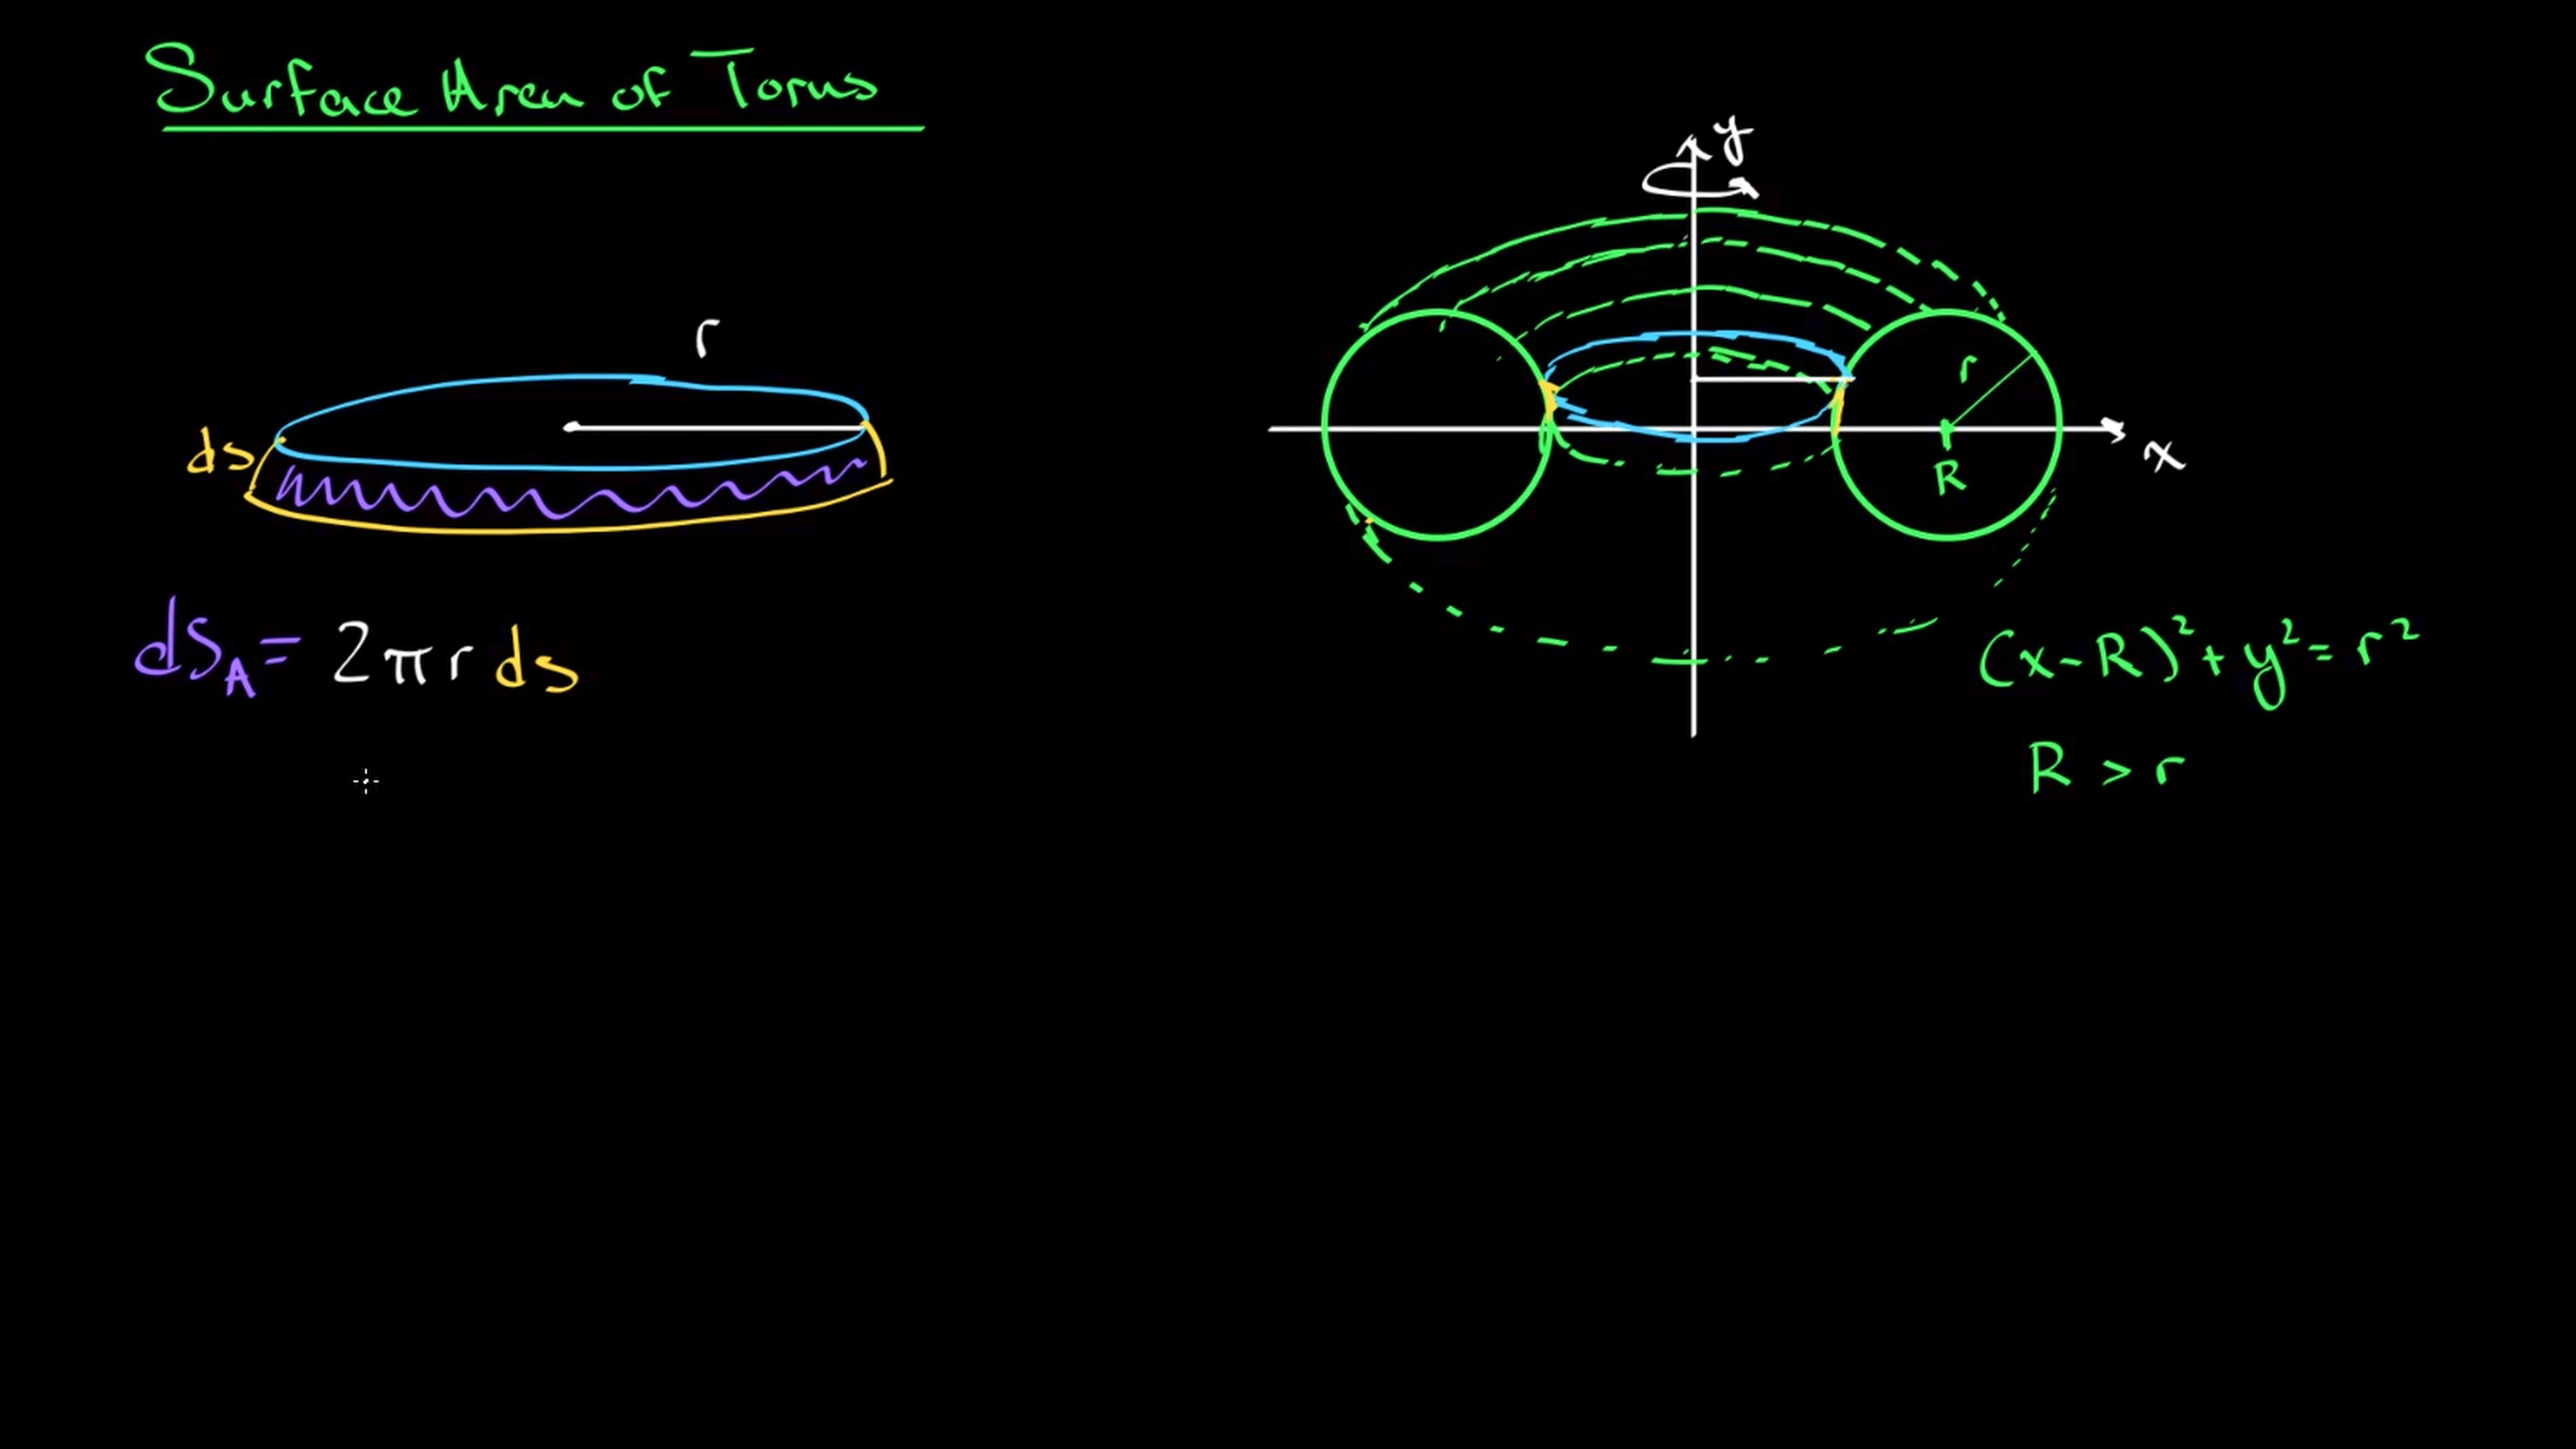 Surface Area of Torus
y
r
r
ds
x
R
dS_A = 2πr ds
(x-R)² + y² = r²
R > r